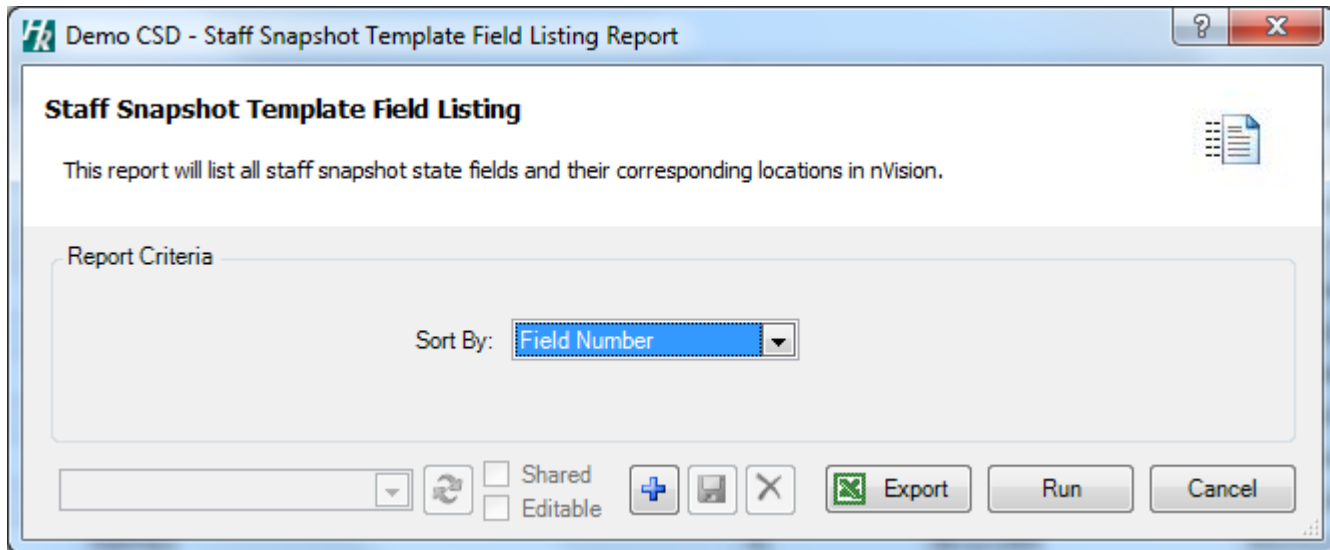 HR Demo CSD - Staff Snapshot Template Field Listing Report ?
Staff Snapshot Template Field Listing
This report will list all staff snapshot state fields and their corresponding locations in nVision.
Report Criteria
Sort By: Field Number
Shared
Editable
Export Run Cancel